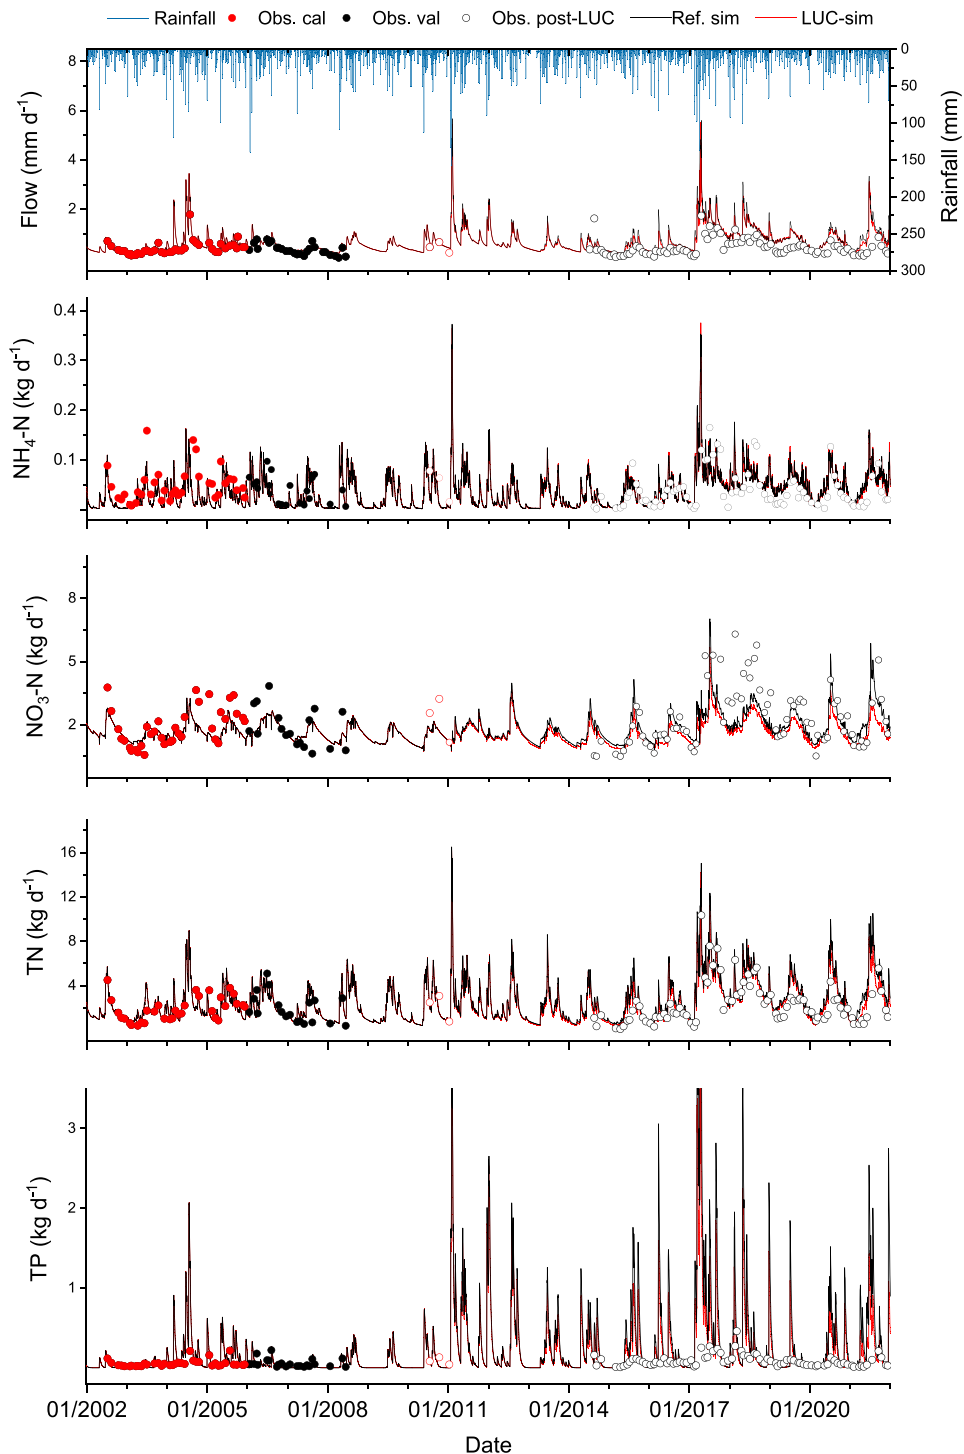 Rainfall Obs. cal Obs. val Obs. post-LUC Ref. sim LUC-sim
8
6
4
2
Flow (mm d-1)
0
50
100
150
200
250
300
Rainfall (mm)
0.4
0.3
0.2
0.1
NH4-N (kg d-1)
8
5
2
NO3-N (kg d-1)
16
12
8
4
TN (kg d-1)
3
2
1
TP (kg d-1)
01/2002 01/2005 01/2008 01/2011 01/2014 01/2017 01/2020
Date